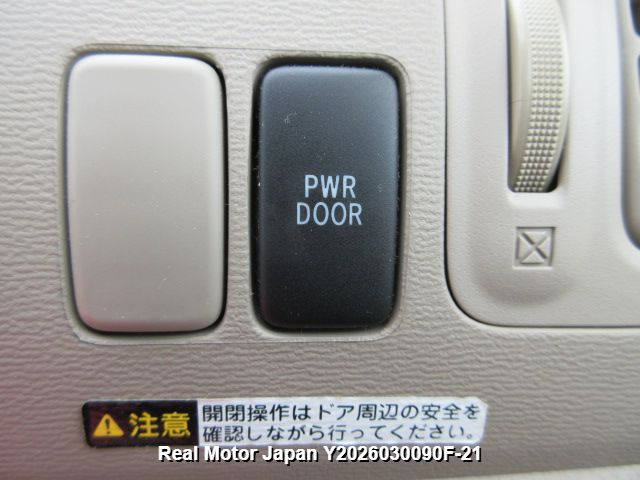 PWR
DOOR
注意
開閉操作はドア周辺の安全を
確認しながら行ってください。
Real Motor Japan Y2026030090F-21